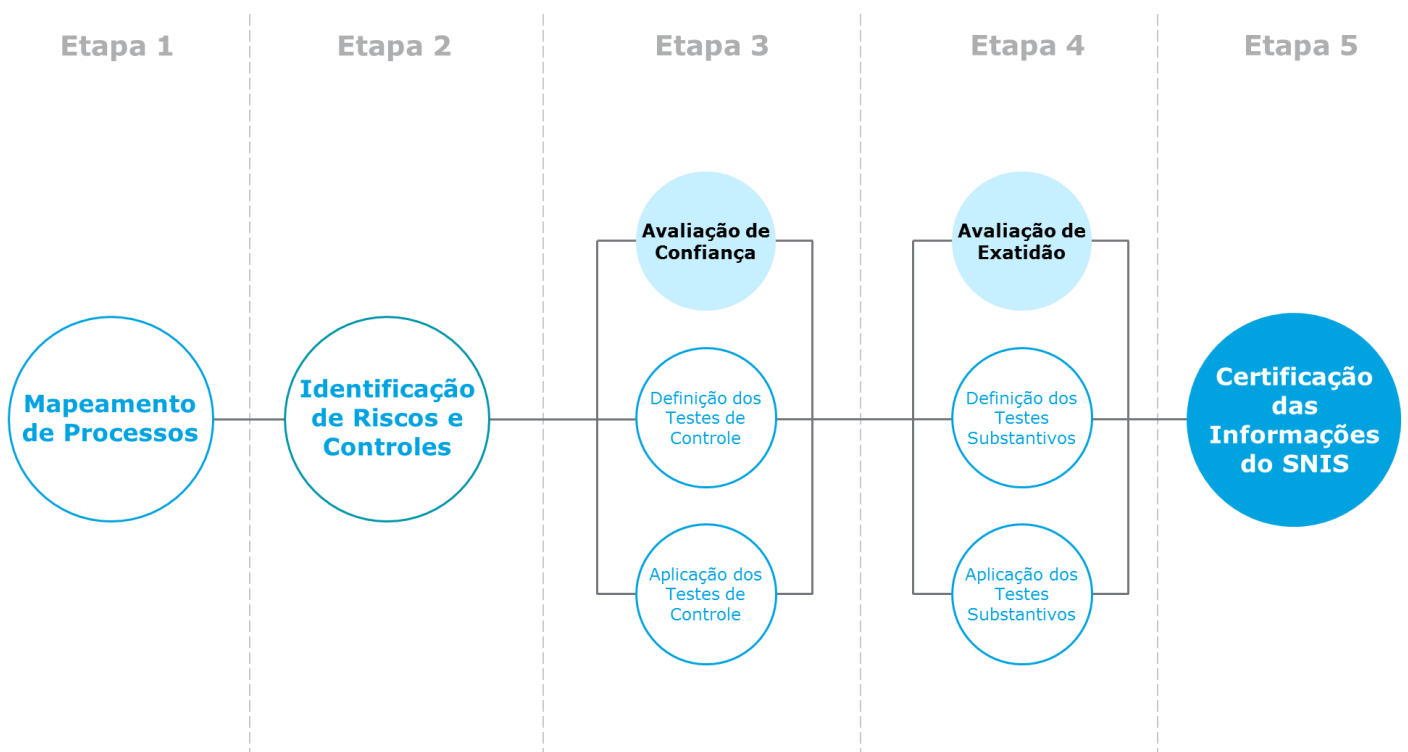 Etapa 1
Etapa 2
Etapa 3
Etapa 4
Etapa 5
Mapeamento
de Processos
Identificação
de Riscos e
Controles
Avaliação de
Confiança
Definição dos
Testes de
Controle
Aplicação dos
Testes de
Controle
Avaliação de
Exatidão
Definição dos
Testes
Substantivos
Aplicação dos
Testes
Substantivos
Certificação
das
Informações
do SNIS